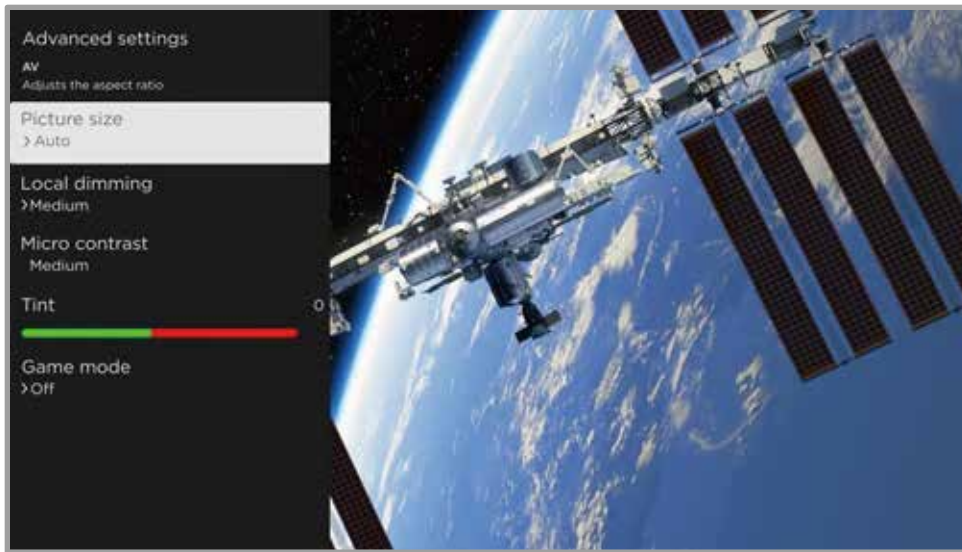 Advanced settings
AV
Adjusts the aspect ratio
Picture size
> Auto
Local dimming
>Medium
Micro contrast
Medium
Tint 0
Game mode
>Off